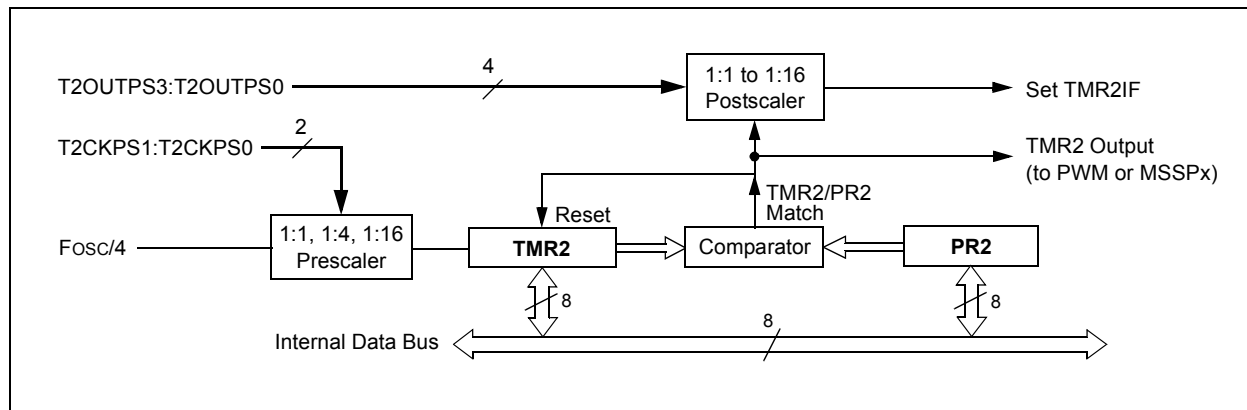 T2OUTPS3:T2OUTPS0
4
1:1 to 1:16
Postscaler
Set TMR2IF
T2CKPS1:T2CKPS0
2
TMR2 Output
(to PWM or MSSPx)
TMR2/PR2
Match
Reset
FOSC/4
1:1, 1:4, 1:16
Prescaler
TMR2
Comparator
PR2
8
8
Internal Data Bus
8